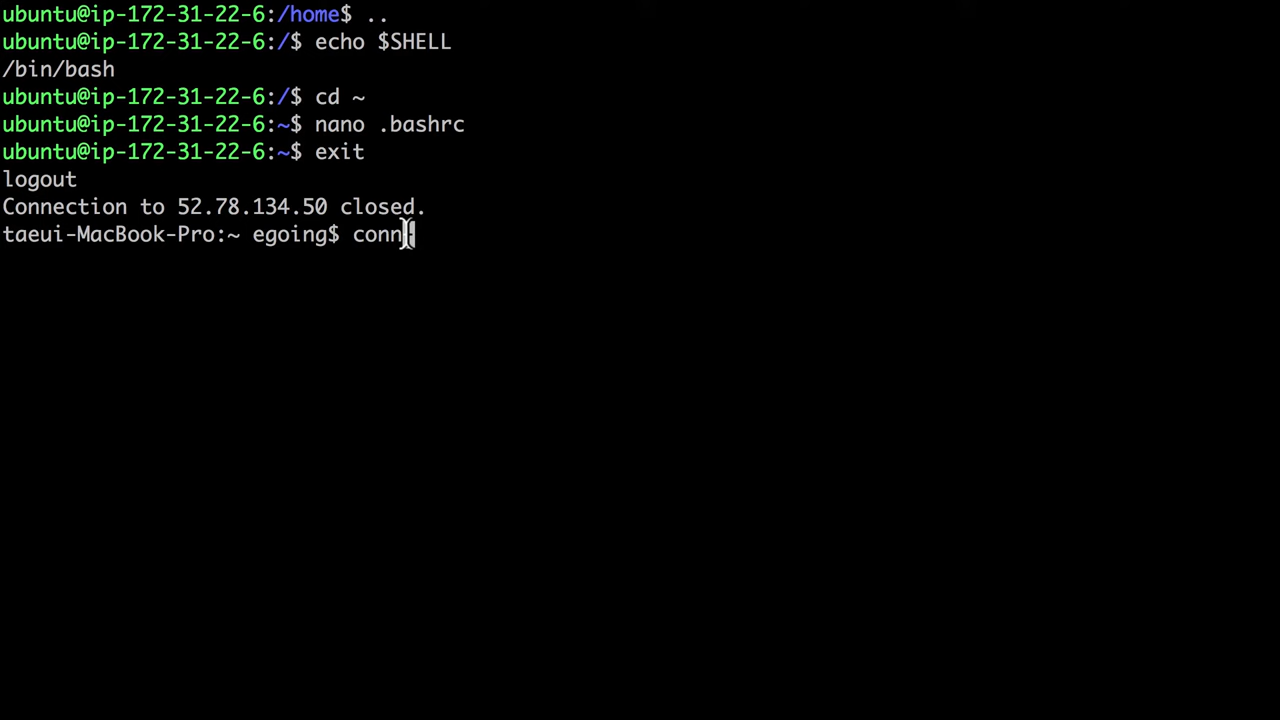 ubuntu@ip-172-31-22-6:/home$ ..
ubuntu@ip-172-31-22-6:/$ echo $SHELL
/bin/bash
ubuntu@ip-172-31-22-6:/$ cd ~
ubuntu@ip-172-31-22-6:~$ nano .bashrc
ubuntu@ip-172-31-22-6:~$ exit
logout
Connection to 52.78.134.50 closed.
taeui-MacBook-Pro:~ egoing$ conn